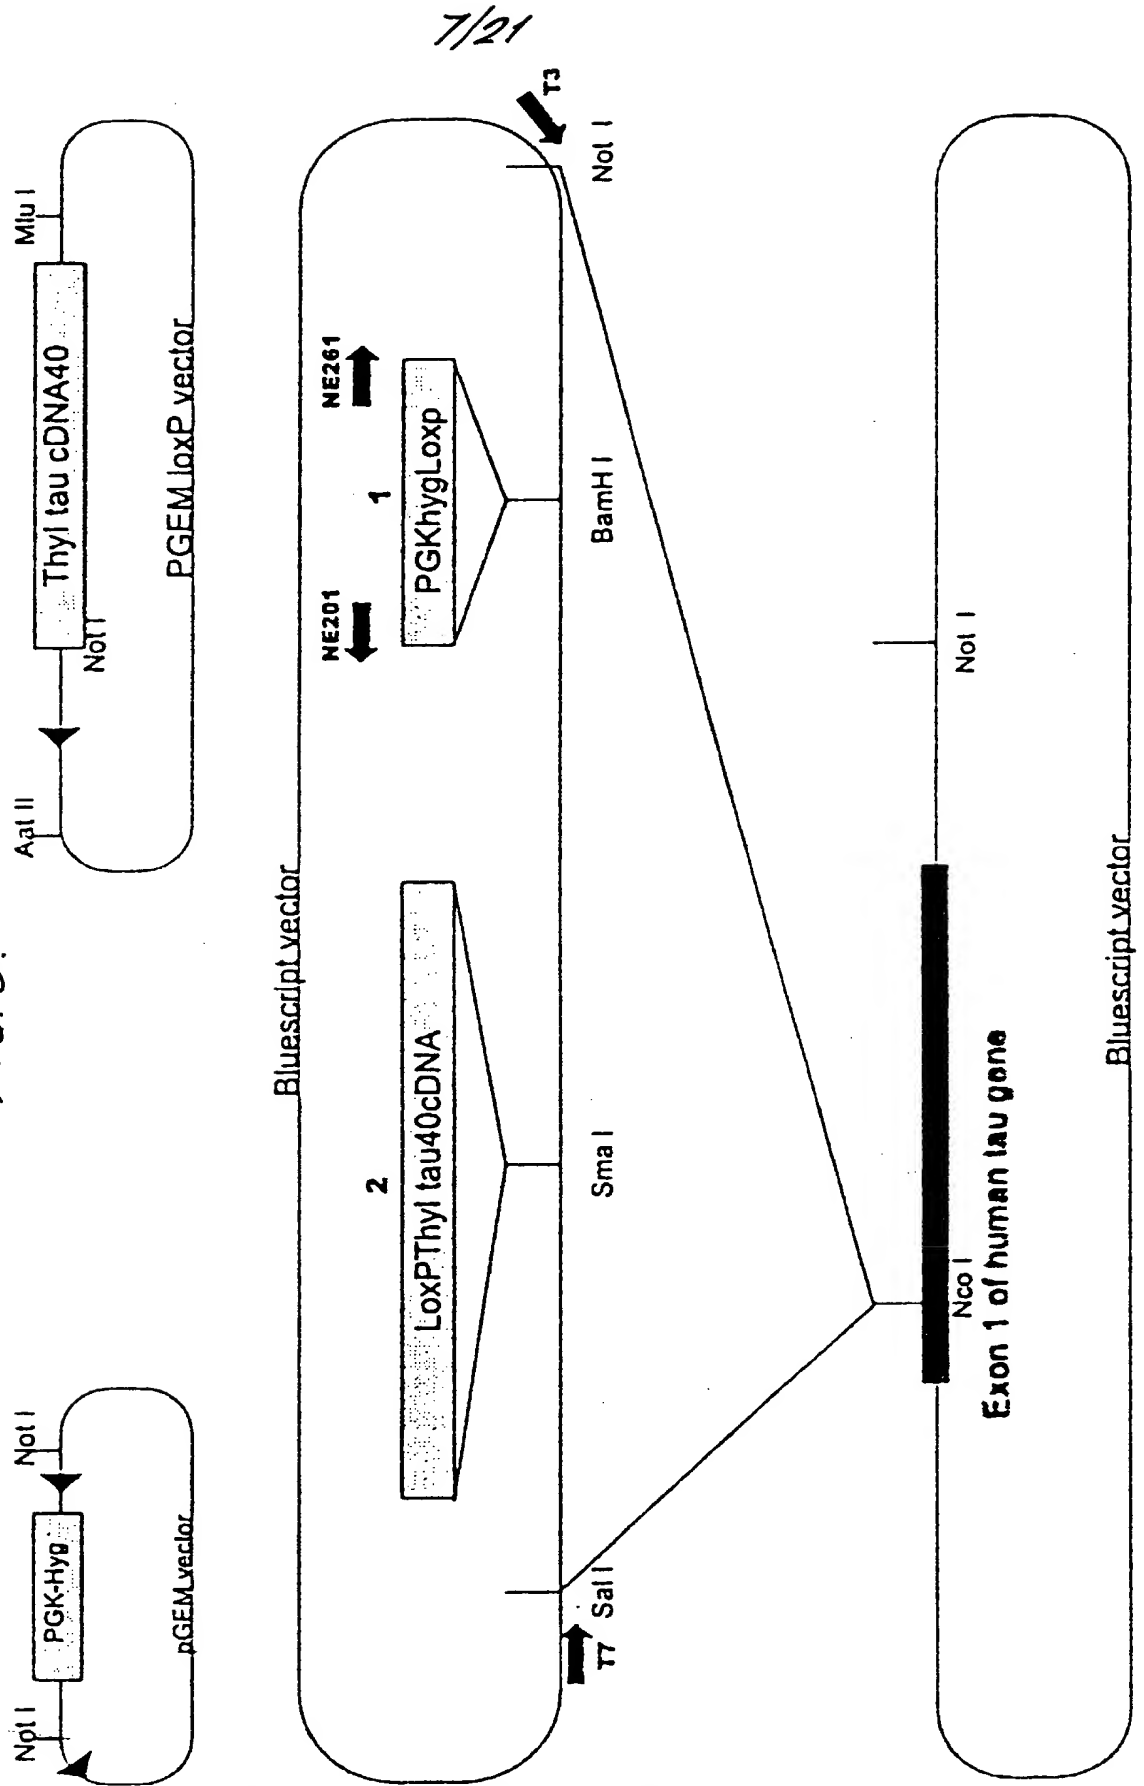 7/21
Not I
Not I
PGK-Hyg
pGEM vector
Aat II
Mlu I
Thyl tau cDNA40
Not I
PGEM loxP vector
Bluescript vector
2
LoxPThyl tau40cDNA
Sma I
NE201
1
NE261
PGKhygLoxp
BamH I
T7
Sal I
T3
Not I
Nco I
Exon 1 of human tau gene
Not I
Bluescript vector